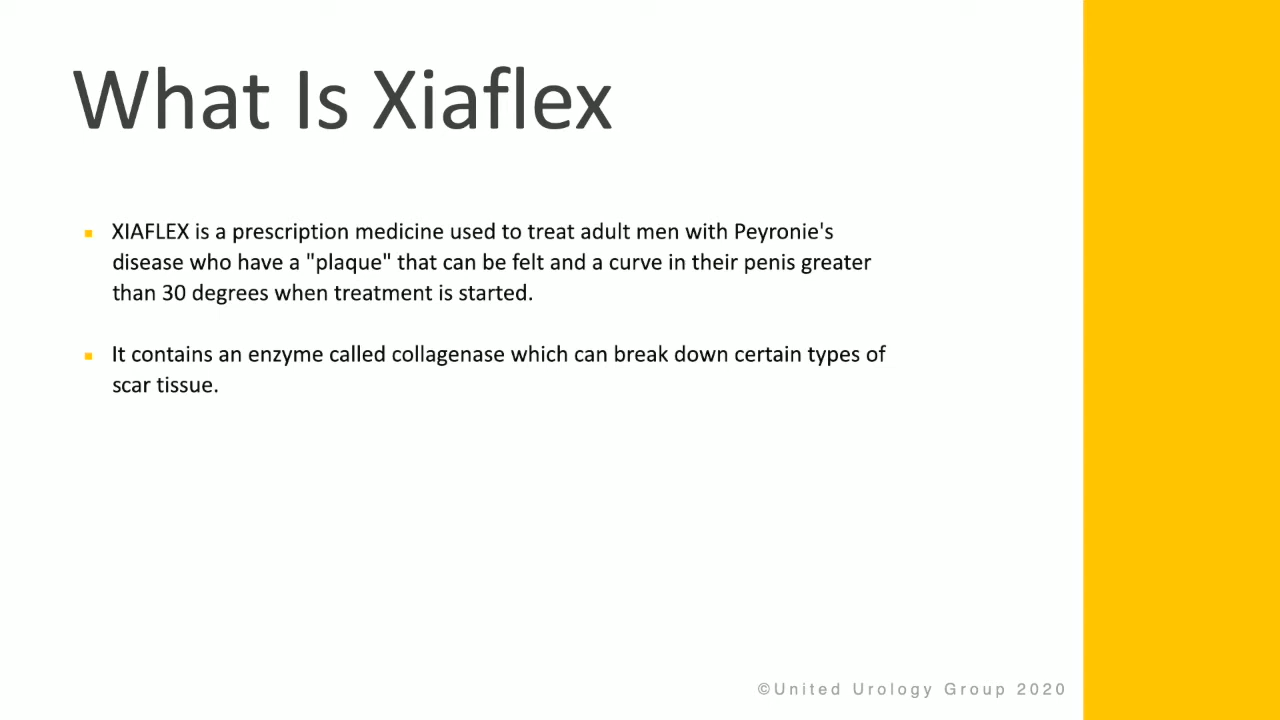 What Is Xiaflex
▪ XIAFLEX is a prescription medicine used to treat adult men with Peyronie's
disease who have a "plaque" that can be felt and a curve in their penis greater
than 30 degrees when treatment is started.
▪ It contains an enzyme called collagenase which can break down certain types of
scar tissue.
©United Urology Group 2020